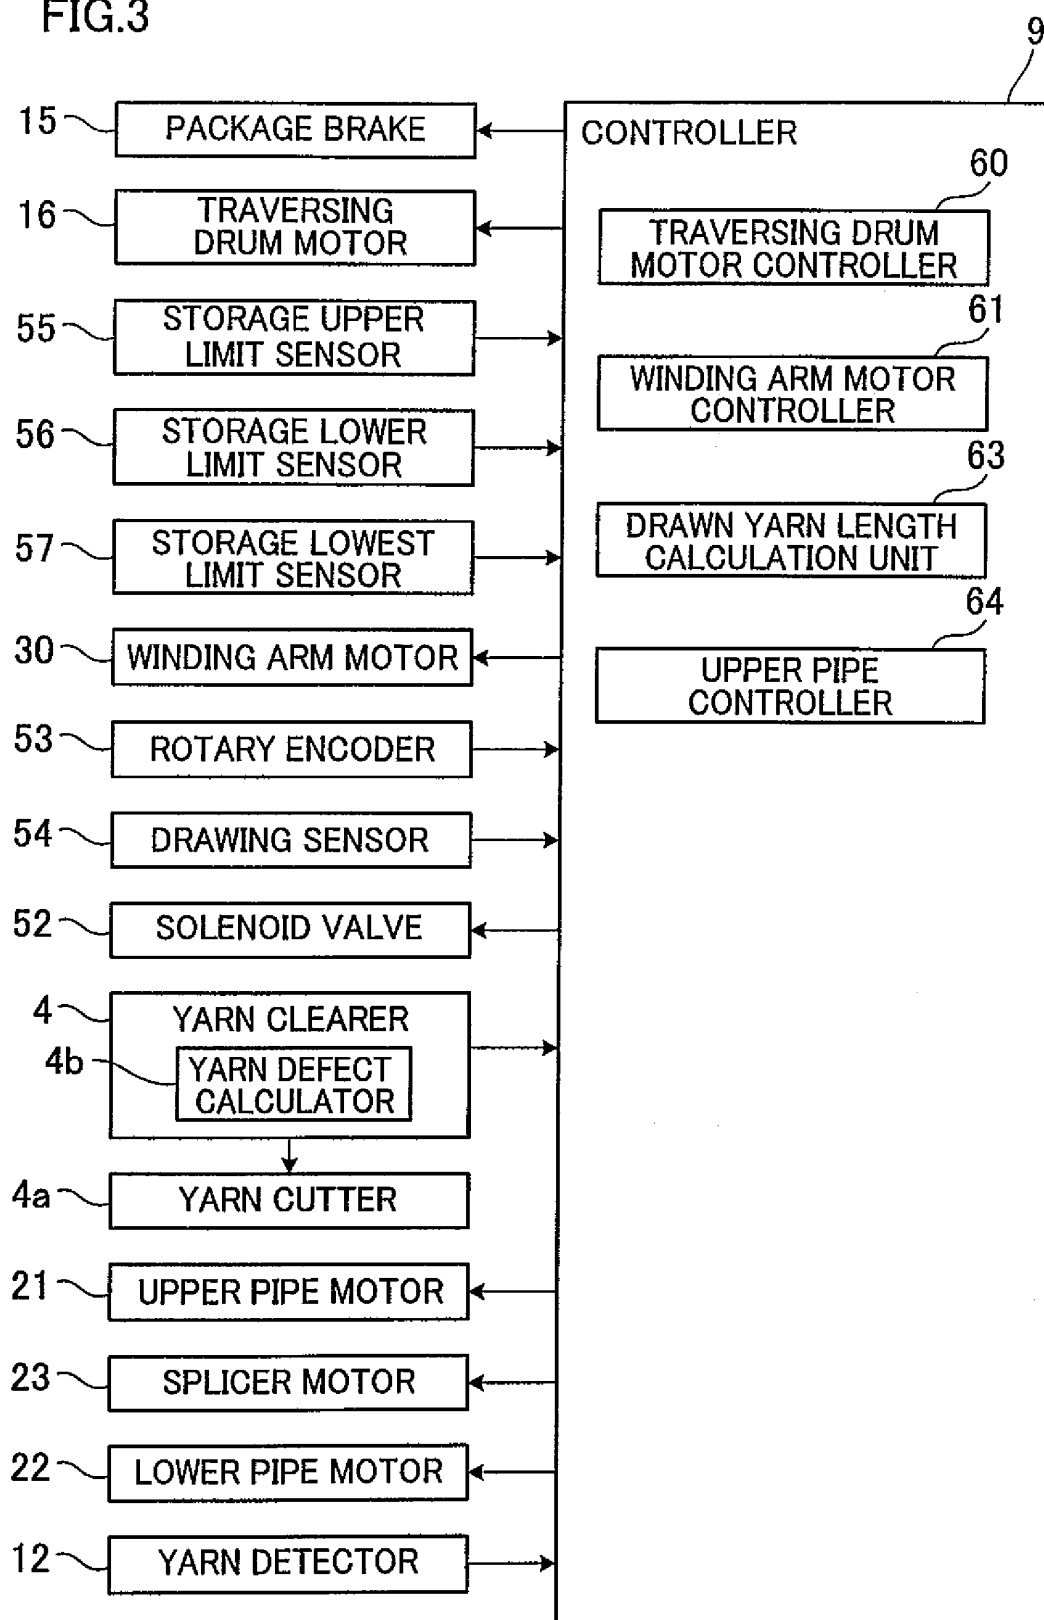 FIG.3
9
15
PACKAGE BRAKE
CONTROLLER
16
TRAVERSING
DRUM MOTOR
60
TRAVERSING DRUM
MOTOR CONTROLLER
55
STORAGE UPPER
LIMIT SENSOR
61
WINDING ARM MOTOR
CONTROLLER
56
STORAGE LOWER
LIMIT SENSOR
63
DRAWN YARN LENGTH
CALCULATION UNIT
57
STORAGE LOWEST
LIMIT SENSOR
64
UPPER PIPE
CONTROLLER
30
WINDING ARM MOTOR
53
ROTARY ENCODER
54
DRAWING SENSOR
52
SOLENOID VALVE
4
YARN CLEARER
4b
YARN DEFECT
CALCULATOR
4a
YARN CUTTER
21
UPPER PIPE MOTOR
23
SPLICER MOTOR
22
LOWER PIPE MOTOR
12
YARN DETECTOR